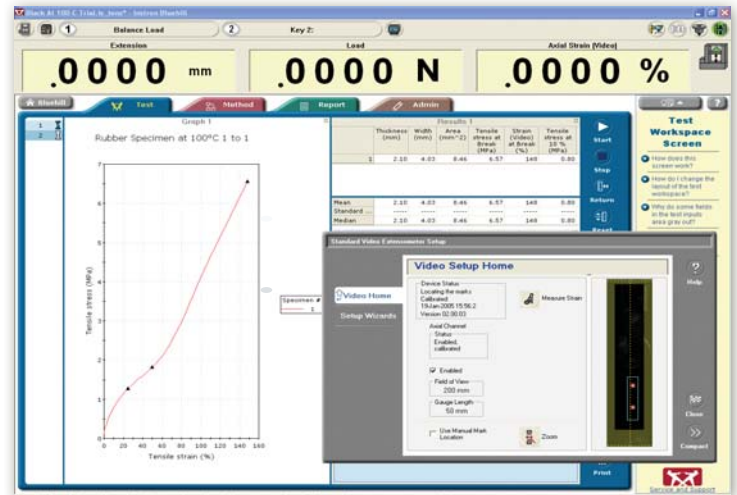 Black At 100 C Trial.is_tens* - Instron Bluehill
1 Balance Load 2 Key 2:
Extension Load Axial Strain (Video)
.0000 mm .0000 N .0000 %
Bluehill Test Method Report Admin ?
1
2
Graph 1
Rubber Specimen at 100ºC 1 to 1
7
6
5
4
3
2
1
0
0 20 40 60 80 100 120 140 160
Tensile stress (MPa)
Tensile strain (%)
Specimen #
1
Results 1
Thickness (mm) Width (mm) Area (mm^2) Tensile stress at Break (MPa) Strain (Video) at Break (%) Tensile stress at 10 % (MPa)
1 2.10 4.03 8.46 6.57 148 0.80
Mean 2.10 4.03 8.46 6.57 148 0.80
Standard ... ----- ----- ----- ----- ----- -----
Median 2.10 4.03 8.46 6.57 148 0.80
Start
Stop
Return
Reset
Print
Test
Workspace
Screen
How does this
screen work?
How do I change the
layout of the test
workspace?
Why do some fields
in the test inputs
area gray out?
Standard Video Extensometer Setup
Video Home
Setup Wizards
Video Setup Home
Device Status
Locating the marks
Calibrated:
19-Jan-2005 15:56:2
Version 02.00.03
Measure Strain
Axial Channel
Status
Enabled,
calibrated
Enabled
Field of View
200 mm
Gauge Length
50 mm
Use Manual Mark
Location
Zoom
?
Help
Close
Compact
Service and Support